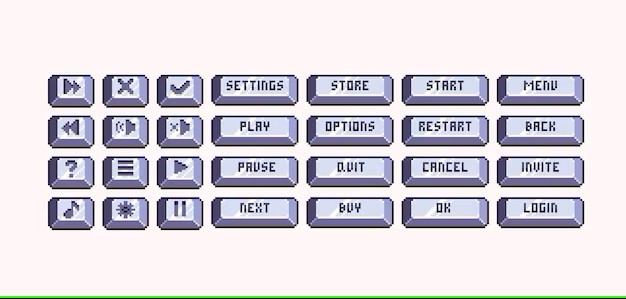 SETTINGS STORE START MENU
PLAY OPTIONS RESTART BACK
? PAUSE QUIT CANCEL INVITE
NEXT BUY OK LOGIN